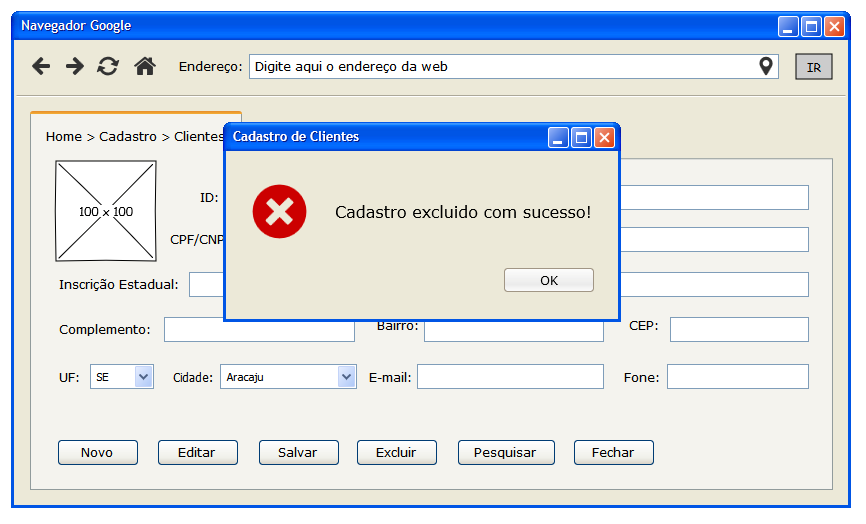 Navegador Google
Endereço: Digite aqui o endereço da web IR
Home > Cadastro > Clientes
Cadastro de Clientes
100 x 100
ID:
Cadastro excluido com sucesso!
CPF/CNP
Inscrição Estadual:
OK
Complemento: Bairro: CEP:
UF: SE Cidade: Aracaju E-mail: Fone:
Novo Editar Salvar Excluir Pesquisar Fechar